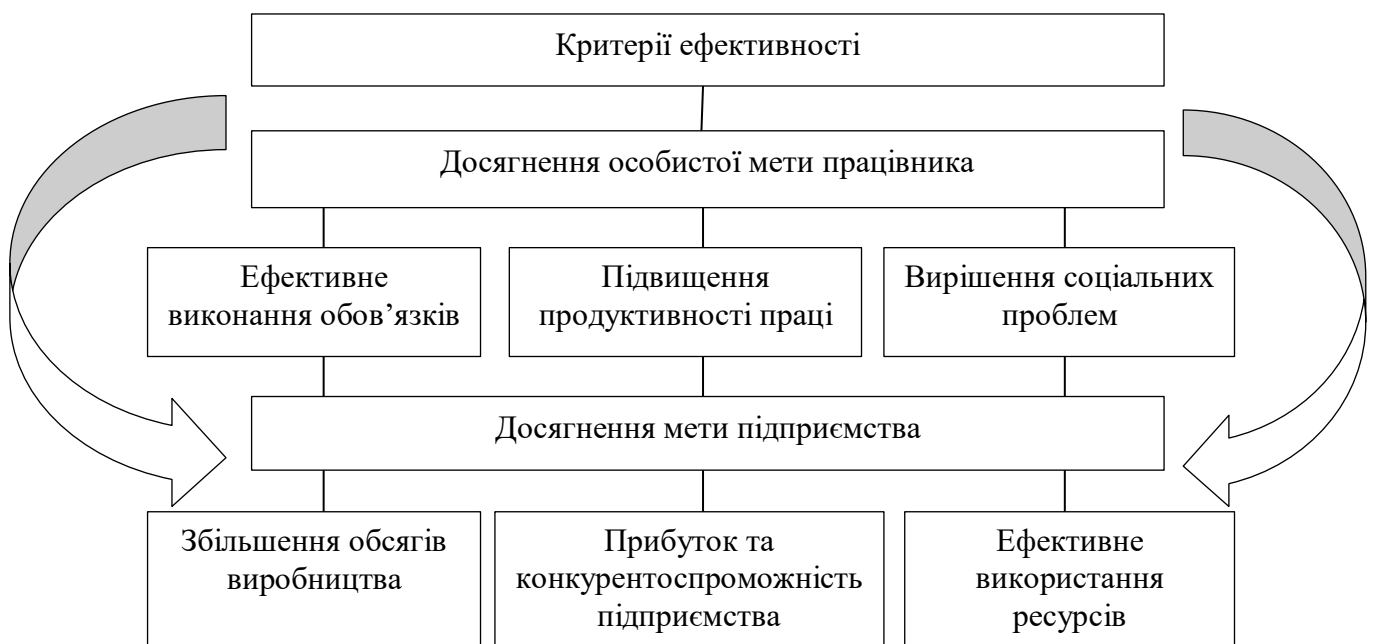 Критерії ефективності
Досягнення особистої мети працівника
Ефективне
виконання обов’язків
Підвищення
продуктивності праці
Вирішення соціальних
проблем
Досягнення мети підприємства
Збільшення обсягів
виробництва
Прибуток та
конкурентоспроможність
підприємства
Ефективне
використання
ресурсів